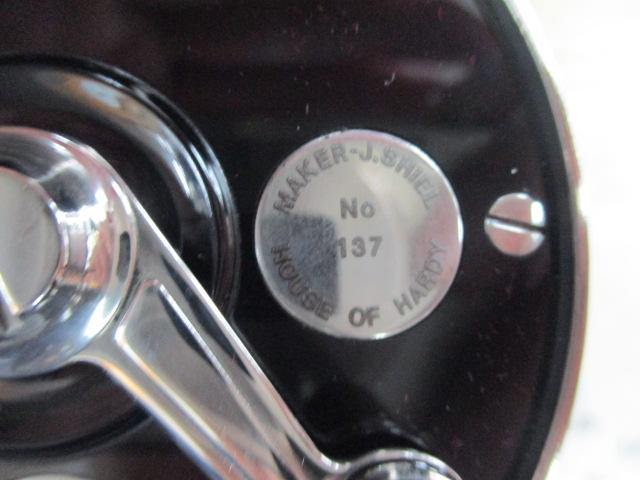 MAKER-J.SHIEL
No
137
HOUSE OF HARDY